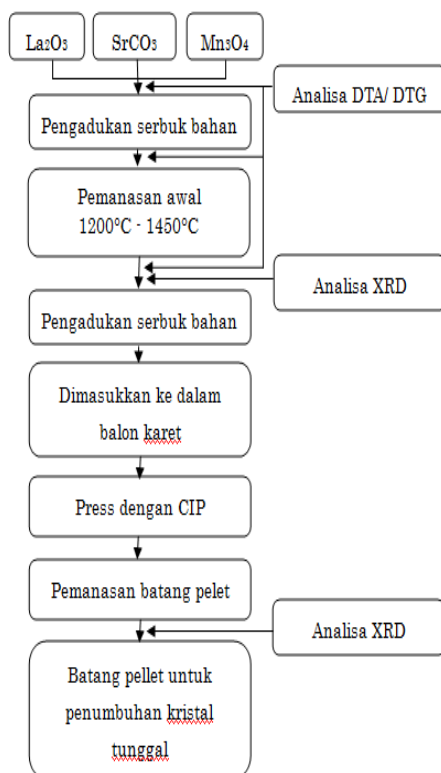 La₂O₃
SrCO₃
Mn₃O₄
Analisa DTA/ DTG
Pengadukan serbuk bahan
Pemanasan awal
1200°C - 1450°C
Analisa XRD
Pengadukan serbuk bahan
Dimasukkan ke dalam
balon karet
Press dengan CIP
Pemanasan batang pelet
Analisa XRD
Batang pellet untuk
penumbuhan kristal
tunggal